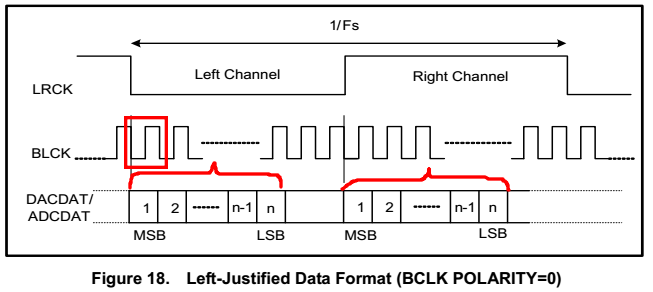 1/Fs
LRCK
Left Channel
Right Channel
BLCK
DACDAT/
ADCDAT
1 2 n-1 n 1 2 n-1 n
MSB LSB MSB LSB
Figure 18. Left-Justified Data Format (BCLK POLARITY=0)